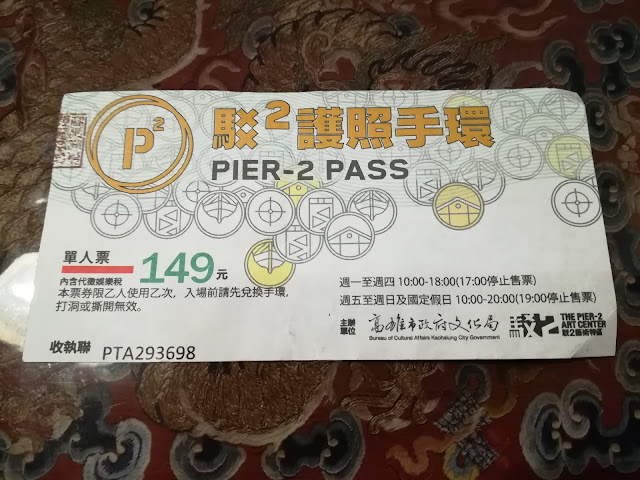 P²
駁²護照手環
PIER-2 PASS
單人票
149元
內含代徵娛樂稅
本票券限乙人使用乙次，入場前請先兌換手環，
打洞或撕開無效。
週一至週四 10:00-18:00(17:00停止售票)
週五至週日及國定假日 10:00-20:00(19:00停止售票)
主辦
單位
高雄市政府文化局
Bureau of Cultural Affairs Kaohsiung City Government
駁二
THE PIER-2
ART CENTER
駁2藝術特區
收執聯 PTA293698